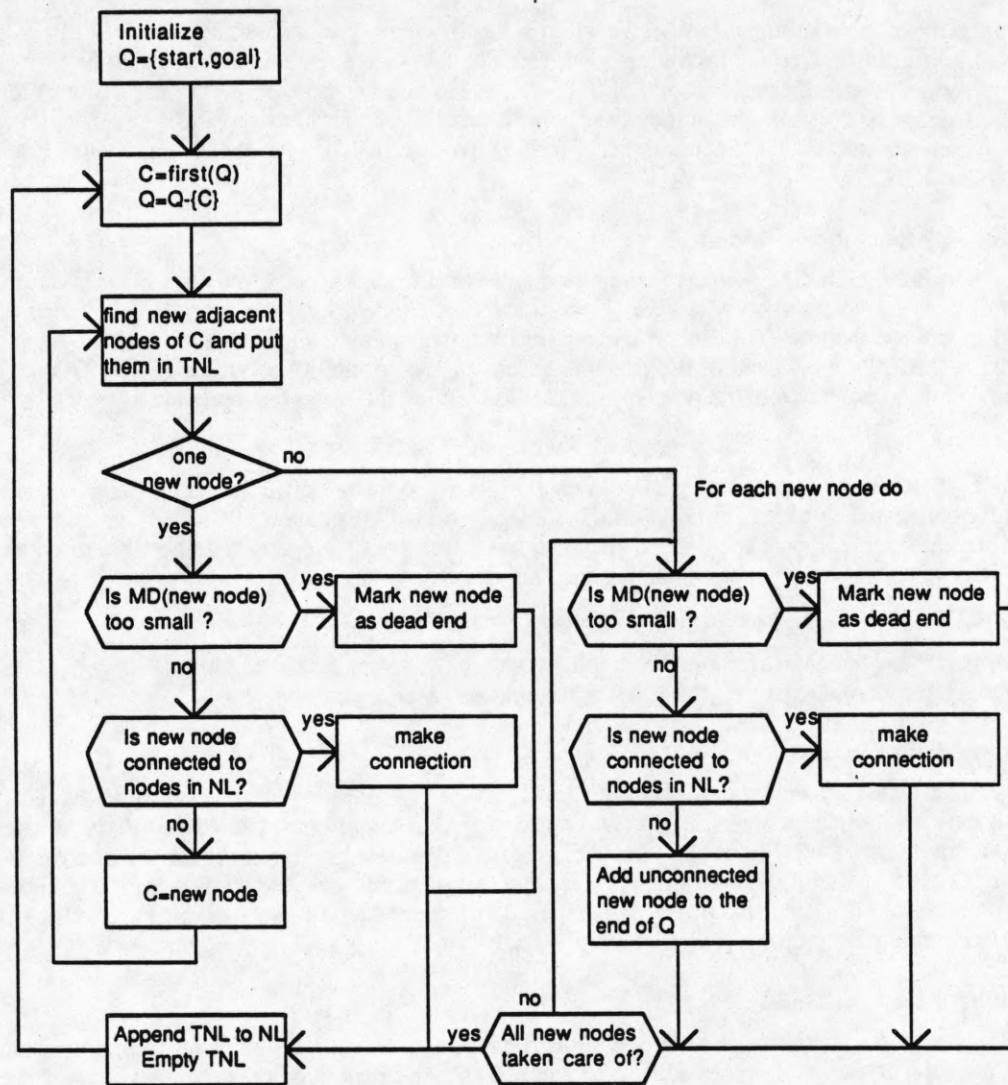 Initialize
Q={start,goal}
C=first(Q)
Q=Q-{C}
find new adjacent
nodes of C and put
them in TNL
one
new node?
no
yes
For each new node do
Is MD(new node)
too small ?
yes
Mark new node
as dead end
no
Is new node
connected to
nodes in NL?
yes
make
connection
no
C=new node
Is MD(new node)
too small ?
yes
Mark new node
as dead end
no
Is new node
connected to
nodes in NL?
yes
make
connection
no
Add unconnected
new node to the
end of Q
no
All new nodes
taken care of?
yes
Append TNL to NL
Empty TNL